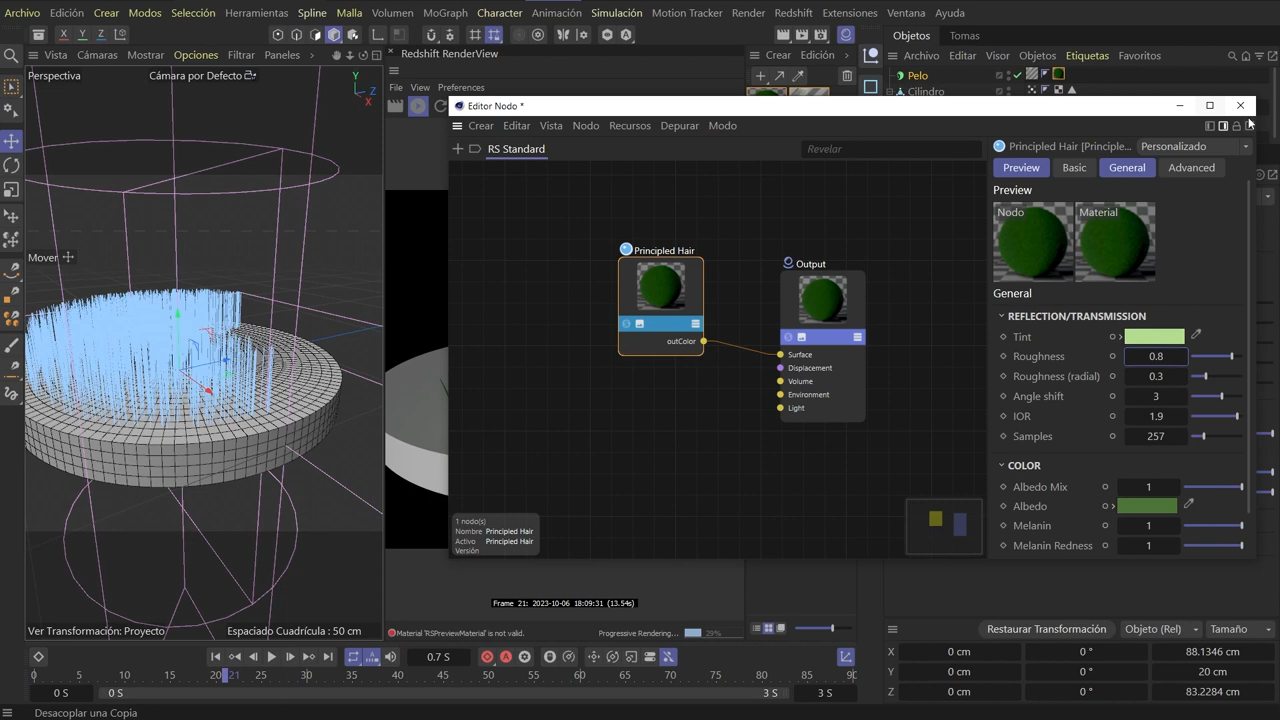 Archivo Edición Crear Modos Selección Herramientas Spline Malla Volumen MoGraph Character Animación Simulación Motion Tracker Render Redshift Extensiones Ventana Ayuda
X Y Z
Objetos Tomas
Vista Cámaras Mostrar Opciones Filtrar Paneles
Redshift RenderView
Crear Edición
Archivo Editar Visor Objetos Etiquetas Favoritos
Perspectiva Cámara por Defecto
Y Z X
File View Preferences
Pelo
Cilindro
Editor Nodo *
Crear Editar Vista Nodo Recursos Depurar Modo
RS Standard
Revelar
Principled Hair [Principle... Personalizado
Preview Basic General Advanced
Preview
Nodo Material
Mover
Principled Hair
Output
outColor
Surface
Displacement
Volume
Environment
Light
General
REFLECTION/TRANSMISSION
Tint
Roughness 0.8
Roughness (radial) 0.3
Angle shift 3
IOR 1.9
Samples 257
COLOR
Albedo Mix 1
Albedo
Melanin 1
Melanin Redness 1
1 nodo(s)
Nombre Principled Hair
Activo Principled Hair
Versión
Frame 21: 2023-10-06 18:09:31 (13.54s)
Ver Transformación: Proyecto Espaciado Cuadrícula : 50 cm
Material 'RSPreviewMaterial' is not valid. Progressive Rendering... 29%
Restaurar Transformación Objeto (Rel) Tamaño
0.7 S
0 5 10 15 21 25 30 35 40 45 50 55 60 65 70 75 80 85 90
0 S 0 S 3 S 3 S
X 0 cm 0 ° 88.1346 cm
Y 0 cm 0 ° 20 cm
Z 0 cm 0 ° 83.2284 cm
Desacoplar una Copia